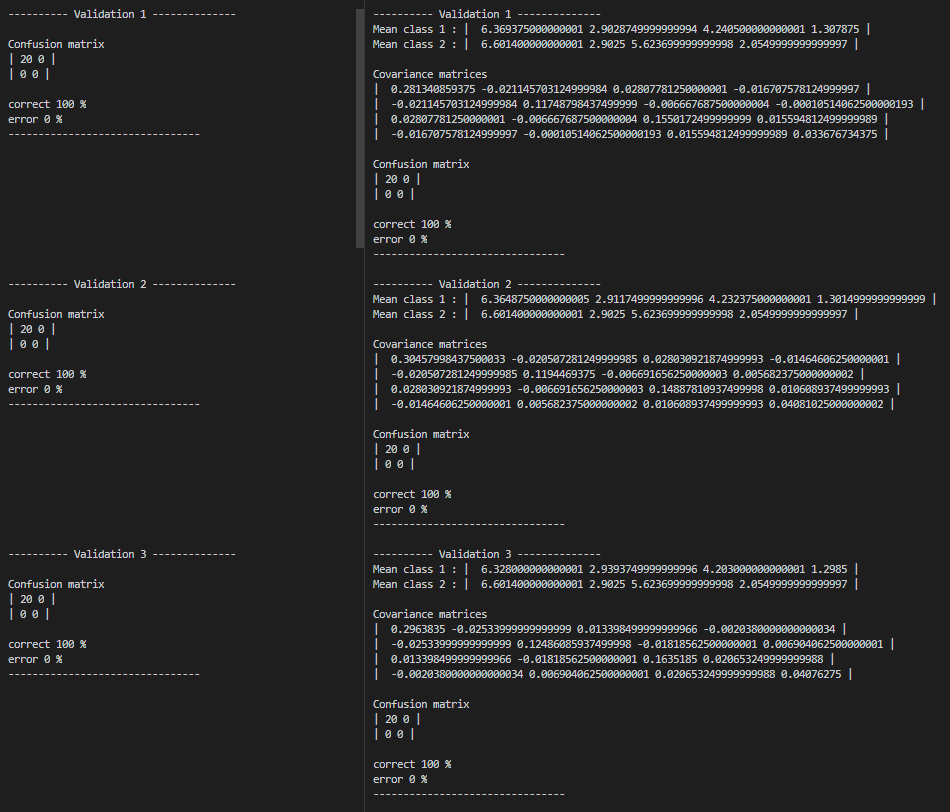 ---------- Validation 1 --------------
Confusion matrix
| 20 0 |
| 0 0 |
correct 100 %
error 0 %
--------------------------------
---------- Validation 2 --------------
Confusion matrix
| 20 0 |
| 0 0 |
correct 100 %
error 0 %
--------------------------------
---------- Validation 3 --------------
Confusion matrix
| 20 0 |
| 0 0 |
correct 100 %
error 0 %
--------------------------------
---------- Validation 1 --------------
Mean class 1 : | 6.369375000000001 2.9028749999999994 4.240500000000001 1.307875 |
Mean class 2 : | 6.601400000000001 2.9025 5.623699999999998 2.0549999999999997 |
Covariance matrices
| 0.281340859375 -0.021145703124999984 0.02807781250000001 -0.016707578124999997 |
| -0.021145703124999984 0.11748798437499999 -0.006667687500000004 -0.00010514062500000193 |
| 0.02807781250000001 -0.006667687500000004 0.1550172499999999 0.015594812499999989 |
| -0.016707578124999997 -0.00010514062500000193 0.015594812499999989 0.033676734375 |
Confusion matrix
| 20 0 |
| 0 0 |
correct 100 %
error 0 %
--------------------------------
---------- Validation 2 --------------
Mean class 1 : | 6.3648750000000005 2.9117499999999996 4.232375000000001 1.3014999999999999 |
Mean class 2 : | 6.601400000000001 2.9025 5.623699999999998 2.0549999999999997 |
Covariance matrices
| 0.30457998437500033 -0.020507281249999985 0.028030921874999993 -0.01464606250000001 |
| -0.020507281249999985 0.1194469375 -0.006691656250000003 0.005682375000000002 |
| 0.028030921874999993 -0.006691656250000003 0.14887810937499998 0.010608937499999993 |
| -0.01464606250000001 0.005682375000000002 0.010608937499999993 0.04081025000000002 |
Confusion matrix
| 20 0 |
| 0 0 |
correct 100 %
error 0 %
--------------------------------
---------- Validation 3 --------------
Mean class 1 : | 6.328000000000001 2.9393749999999996 4.203000000000001 1.2985 |
Mean class 2 : | 6.601400000000001 2.9025 5.623699999999998 2.0549999999999997 |
Covariance matrices
| 0.2963835 -0.02533999999999999 0.013398499999999966 -0.0020380000000000034 |
| -0.02533999999999999 0.12486085937499998 -0.01818562500000001 0.006904062500000001 |
| 0.013398499999999966 -0.01818562500000001 0.1635185 0.020653249999999988 |
| -0.0020380000000000034 0.006904062500000001 0.020653249999999988 0.04076275 |
Confusion matrix
| 20 0 |
| 0 0 |
correct 100 %
error 0 %
--------------------------------